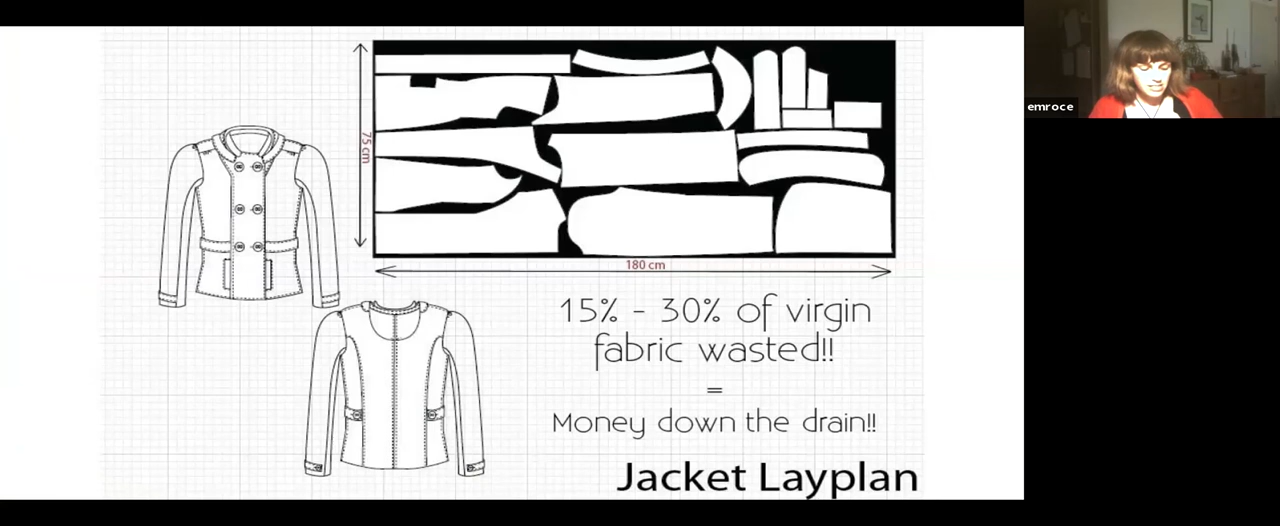 emroce
75 cm
180 cm
15% - 30% of virgin
fabric wasted!!
=
Money down the drain!!
Jacket Layplan